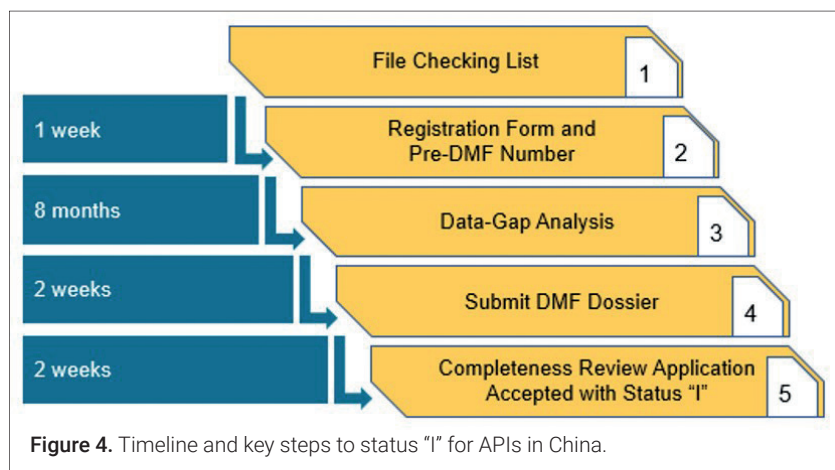 File Checking List
1
1 week
Registration Form and
Pre-DMF Number
2
8 months
Data-Gap Analysis
3
2 weeks
Submit DMF Dossier
4
2 weeks
Completeness Review Application
Accepted with Status “I”
5
Figure 4. Timeline and key steps to status “I” for APIs in China.